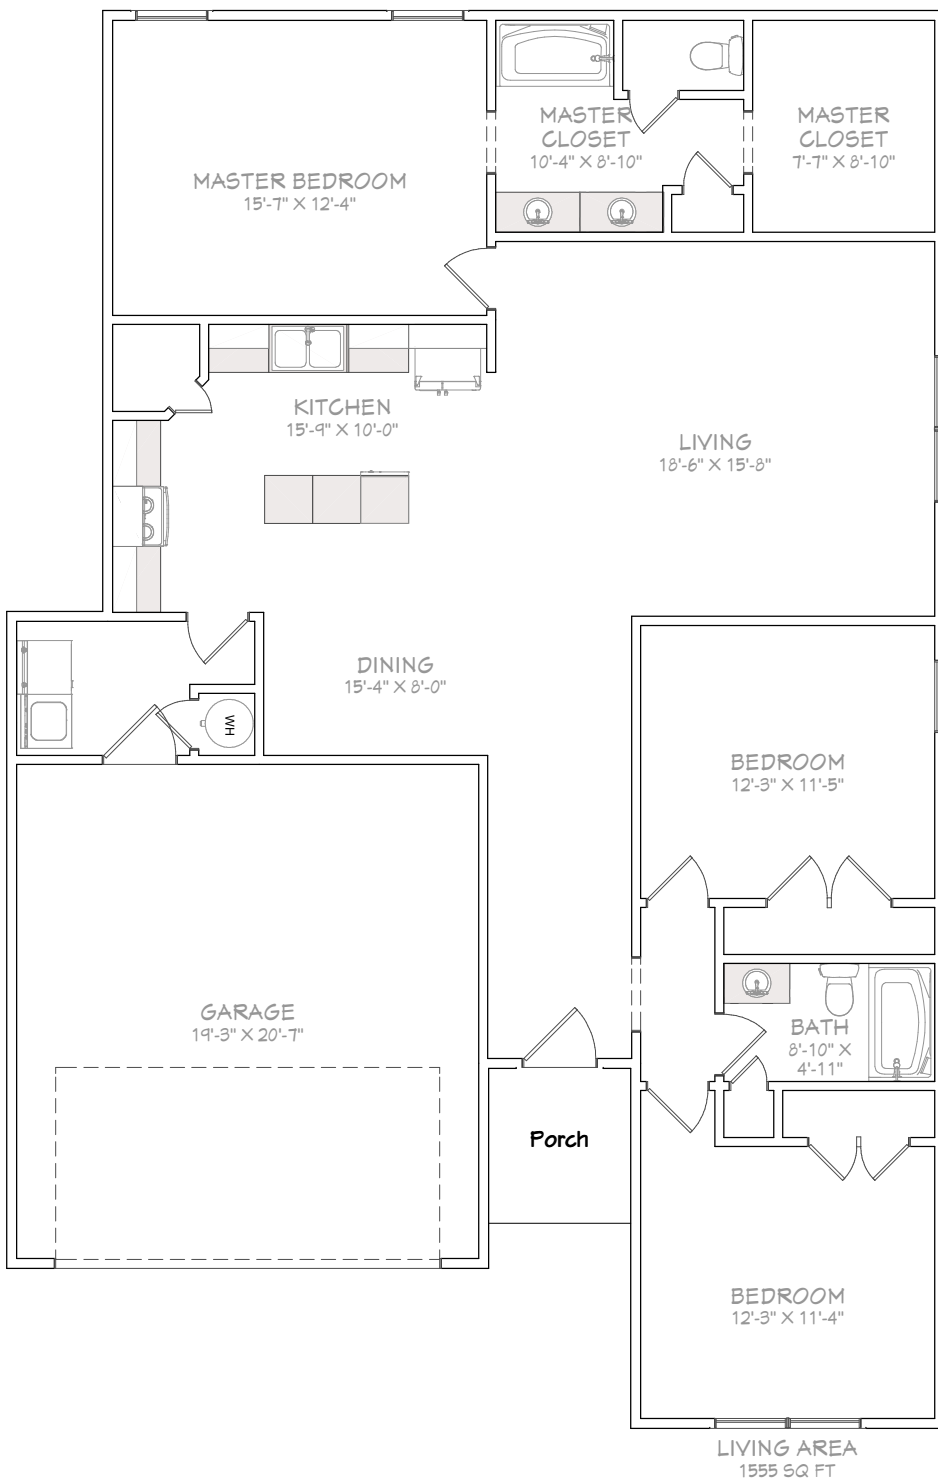 MASTER BEDROOM
15'-7" X 12'-4"
MASTER
CLOSET
10'-4" X 8'-10"
MASTER
CLOSET
7'-7" X 8'-10"
KITCHEN
15'-9" X 10'-0"
LIVING
18'-6" X 15'-8"
DINING
15'-4" X 8'-0"
WH
BEDROOM
12'-3" X 11'-5"
GARAGE
19'-3" X 20'-7"
BATH
8'-10" X
4'-11"
Porch
BEDROOM
12'-3" X 11'-4"
LIVING AREA
1555 SQ FT